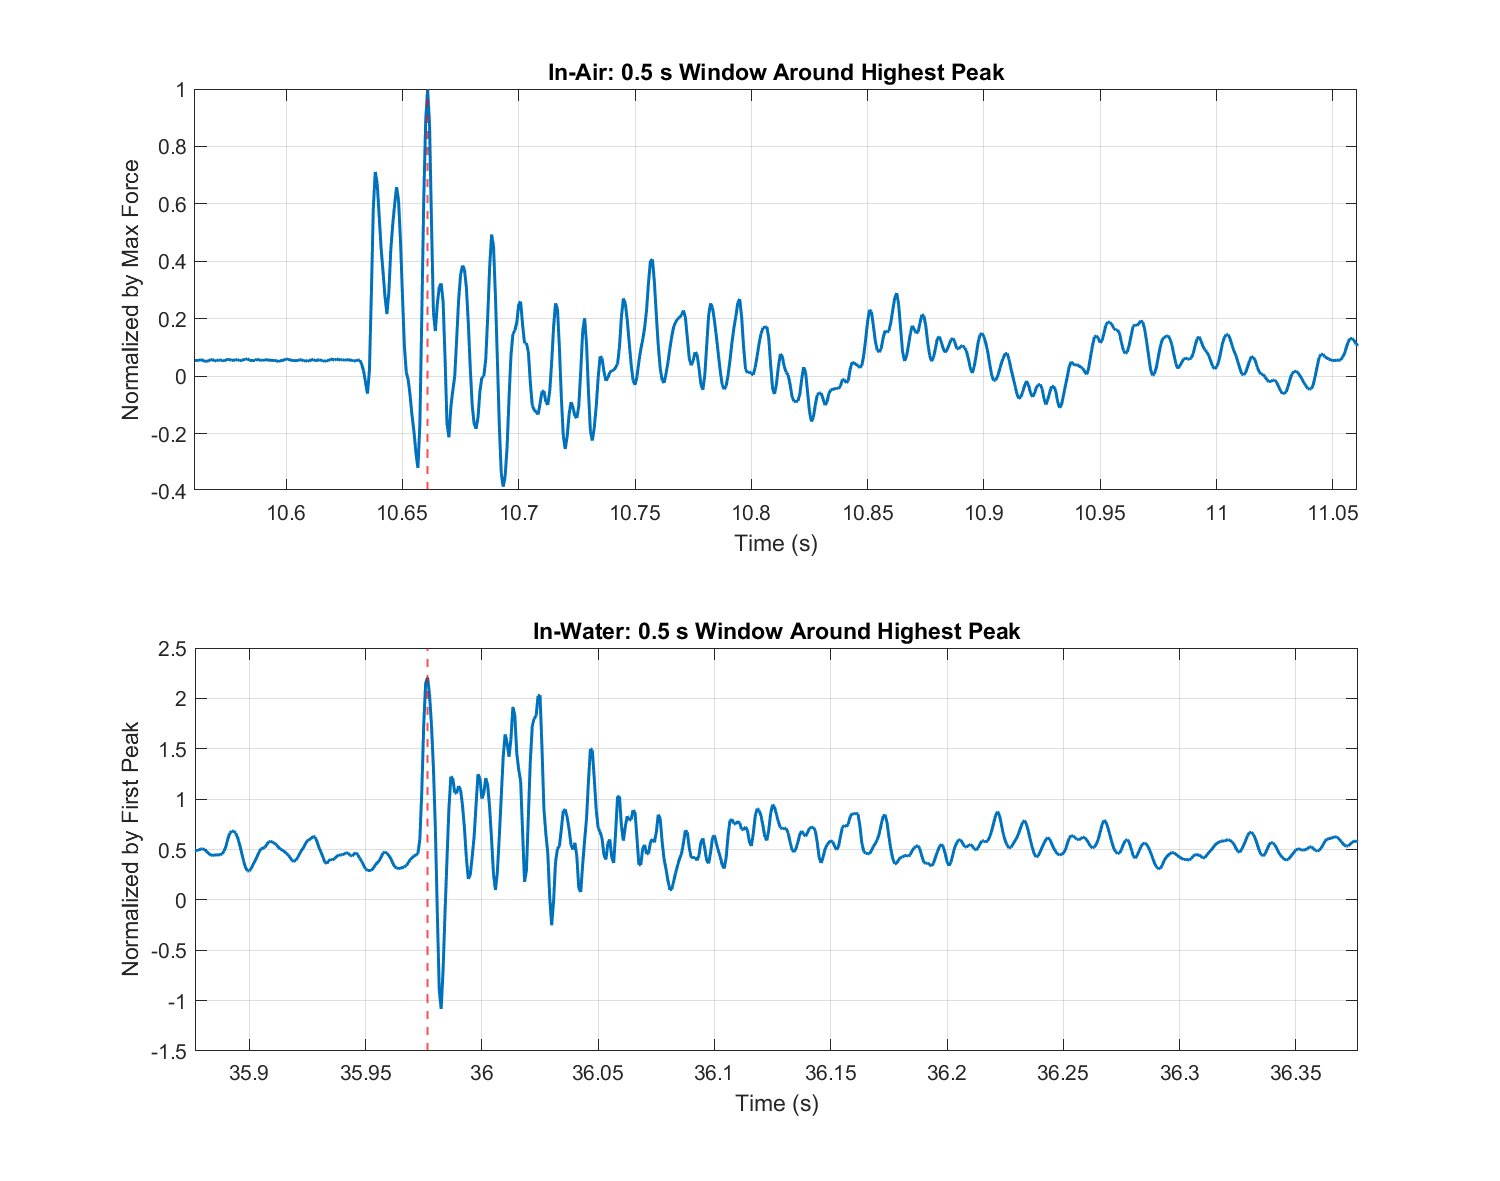 In-Air: 0.5 s Window Around Highest Peak
Normalized by Max Force
1
0.8
0.6
0.4
0.2
0
-0.2
-0.4
10.6 10.65 10.7 10.75 10.8 10.85 10.9 10.95 11 11.05
Time (s)
In-Water: 0.5 s Window Around Highest Peak
Normalized by First Peak
2.5
2
1.5
1
0.5
0
-0.5
-1
-1.5
35.9 35.95 36 36.05 36.1 36.15 36.2 36.25 36.3 36.35
Time (s)